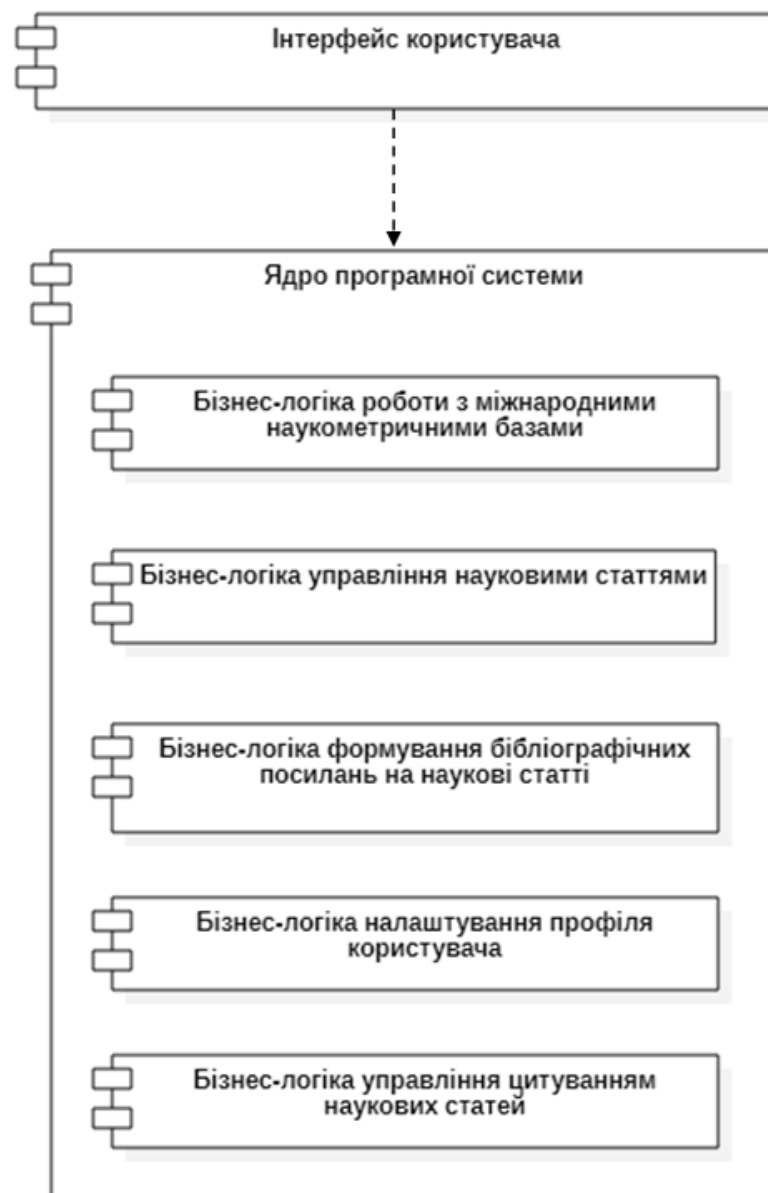 Інтерфейс користувача
Ядро програмної системи
Бізнес-логіка роботи з міжнародними
наукометричними базами
Бізнес-логіка управління науковими статтями
Бізнес-логіка формування бібліографічних
посилань на наукові статті
Бізнес-логіка налаштування профіля
користувача
Бізнес-логіка управління цитуванням
наукових статей